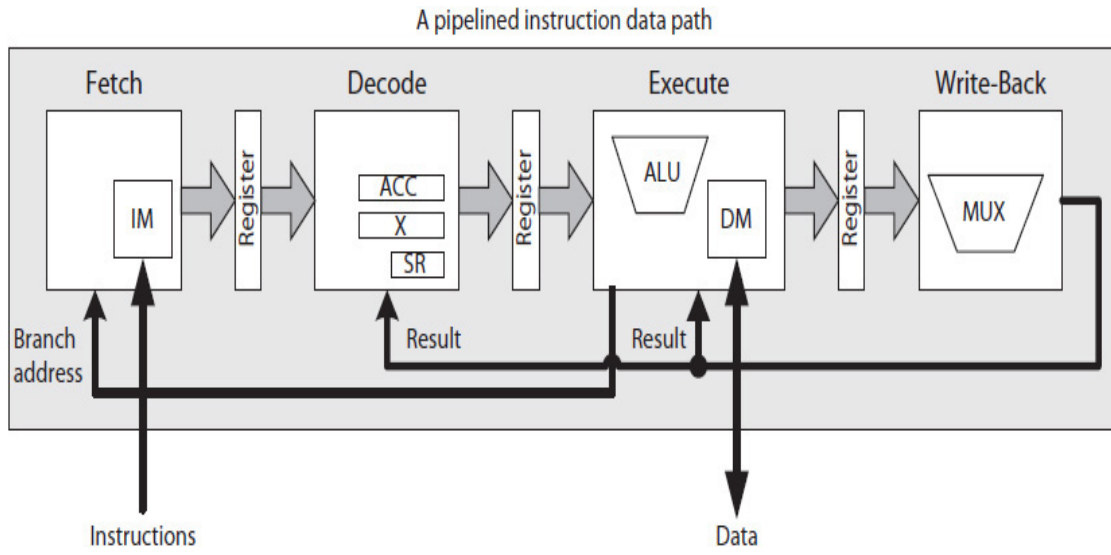 A pipelined instruction data path
Fetch
Decode
Execute
Write-Back
IM
Register
ACC
X
SR
Register
ALU
DM
Register
MUX
Branch
address
Result
Result
Instructions
Data